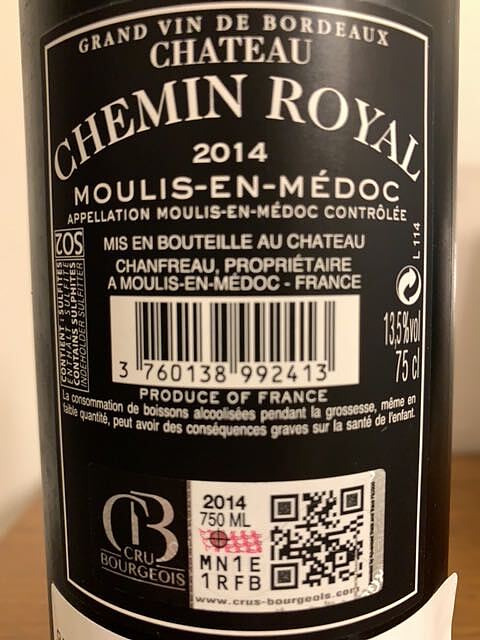 GRAND VIN DE BORDEAUX
CHATEAU
CHEMIN ROYAL
2014
MOULIS-EN-MÉDOC
APPELLATION MOULIS-EN-MÉDOC CONTRÔLÉE
MIS EN BOUTEILLE AU CHATEAU
CHANFREAU, PROPRIÉTAIRE
A MOULIS-EN-MÉDOC - FRANCE
SO2
CONTIENT : SULFITES
ENTHÄLT : SULFITE
CONTAINS SULPHITES
INDEHOLDER SULFITTER
L 114
13,5%vol
75 cl
3 760138 992413
PRODUCE OF FRANCE
La consommation de boissons alcoolisées pendant la grossesse, même en
faible quantité, peut avoir des conséquences graves sur la santé de l'enfant.
CB
CRU
BOURGEOIS
2014
750 ML
MN1E
1RFB
www.crus-bourgeois.com